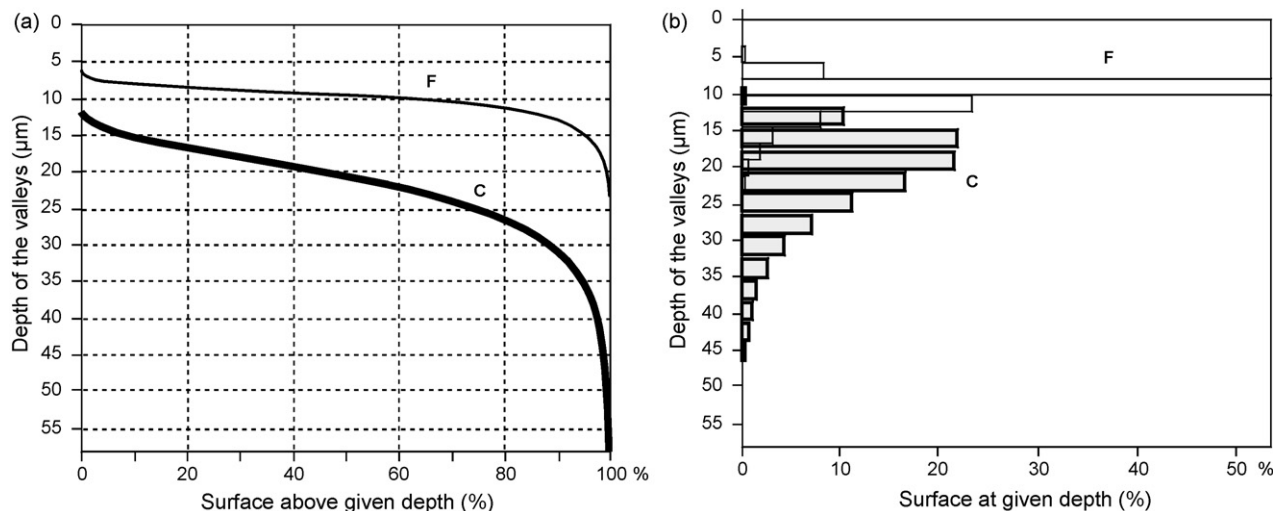 (a)
Depth of the valleys (µm)
0
5
10
15
20
25
30
35
40
45
50
55
F
C
0 20 40 60 80 100 %
Surface above given depth (%)
(b)
Depth of the valleys (µm)
0
5
10
15
20
25
30
35
40
45
50
55
F
C
0 10 20 30 40 50 %
Surface at given depth (%)